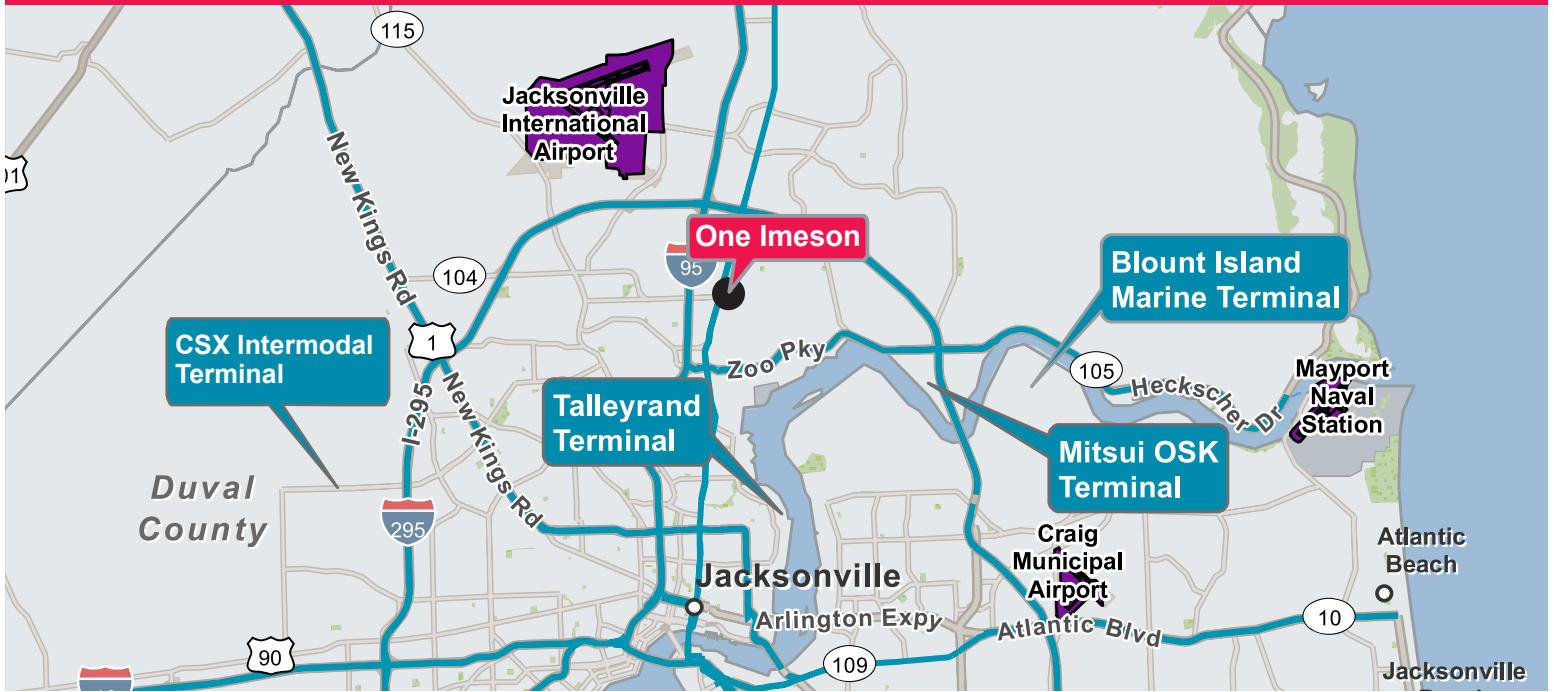 115
Jacksonville
International
Airport
New Kings Rd
One Imeson
95
104
Blount Island
Marine Terminal
CSX Intermodal
Terminal
1
Zoo Pky
105
Heckscher Dr
Mayport
Naval
Station
I-295
New Kings Rd
Talleyrand
Terminal
Mitsui OSK
Terminal
Duval
County
295
Craig
Municipal
Airport
Atlantic
Beach
Jacksonville
Arlington Expy
Atlantic Blvd
10
90
109
Jacksonville